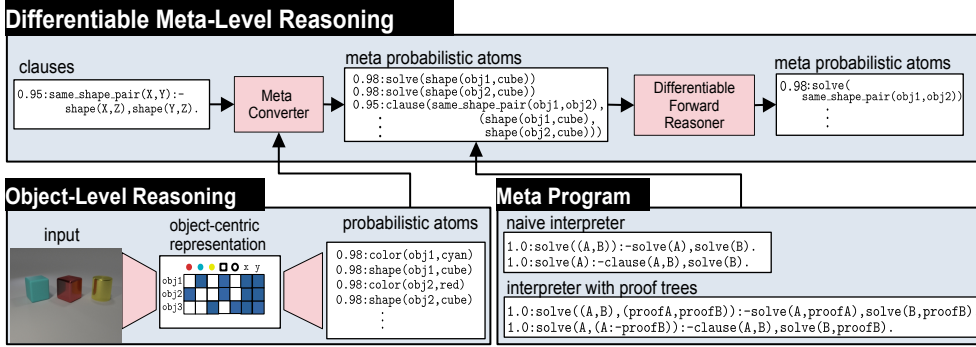 Differentiable Meta-Level Reasoning
clauses
0.95:same_shape_pair(X,Y):-
shape(X,Z),shape(Y,Z).
Meta
Converter
meta probabilistic atoms
0.98:solve(shape(obj1,cube))
0.98:solve(shape(obj2,cube))
0.95:clause(same_shape_pair(obj1,obj2),
(shape(obj1,cube),
shape(obj2,cube)))
⋮
Differentiable
Forward
Reasoner
meta probabilistic atoms
0.98:solve(
same_shape_pair(obj1,obj2))
⋮
Object-Level Reasoning
input
object-centric
representation
x y
obj1
obj2
obj3
probabilistic atoms
0.98:color(obj1,cyan)
0.98:shape(obj1,cube)
0.98:color(obj2,red)
0.98:shape(obj2,cube)
⋮
Meta Program
naive interpreter
1.0:solve((A,B)):-solve(A),solve(B).
1.0:solve(A):-clause(A,B),solve(B).
interpreter with proof trees
1.0:solve((A,B),(proofA,proofB)):-solve(A,proofA),solve(B,proofB)
1.0:solve(A,(A:-proofB)):-clause(A,B),solve(B,proofB).